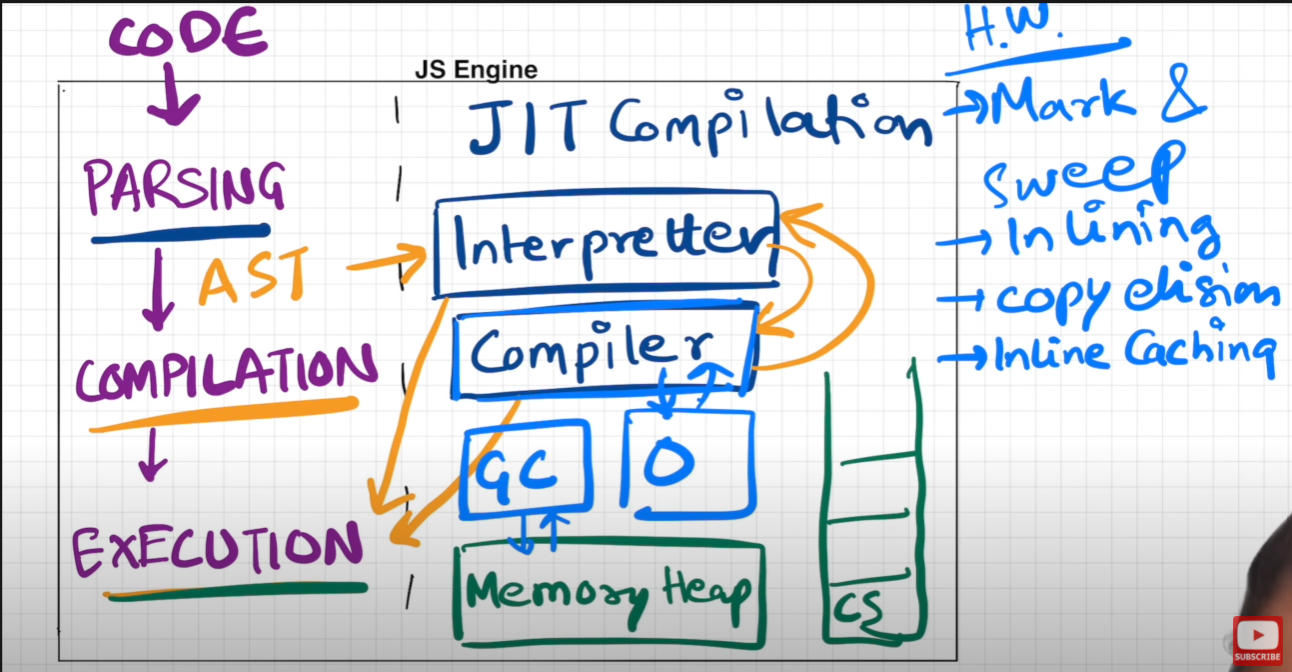 CODE
JS Engine
PARSING
AST
COMPILATION
EXECUTION
JIT Compilation
Interpretter
Compiler
GC
O
Memory Heap
CS
H.W.
→ Mark &
Sweep
→ Inlining
→ copy elision
→ Inline Caching
SUBSCRIBE